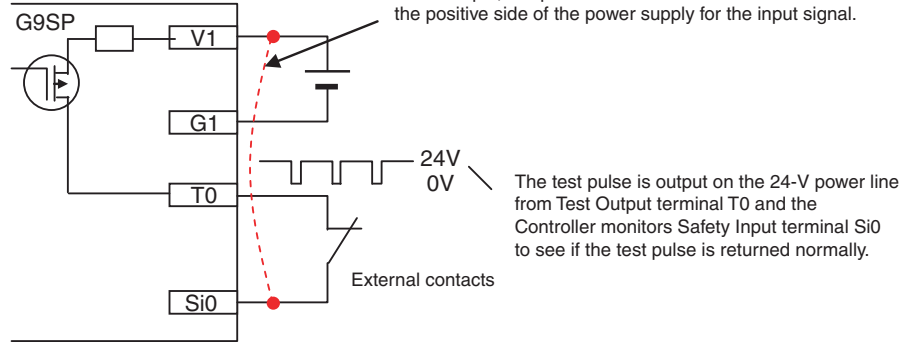 the positive side of the power supply for the input signal.
G9SP
V1
G1
24V
0V
T0
The test pulse is output on the 24-V power line
from Test Output terminal T0 and the
Controller monitors Safety Input terminal Si0
to see if the test pulse is returned normally.
External contacts
Si0